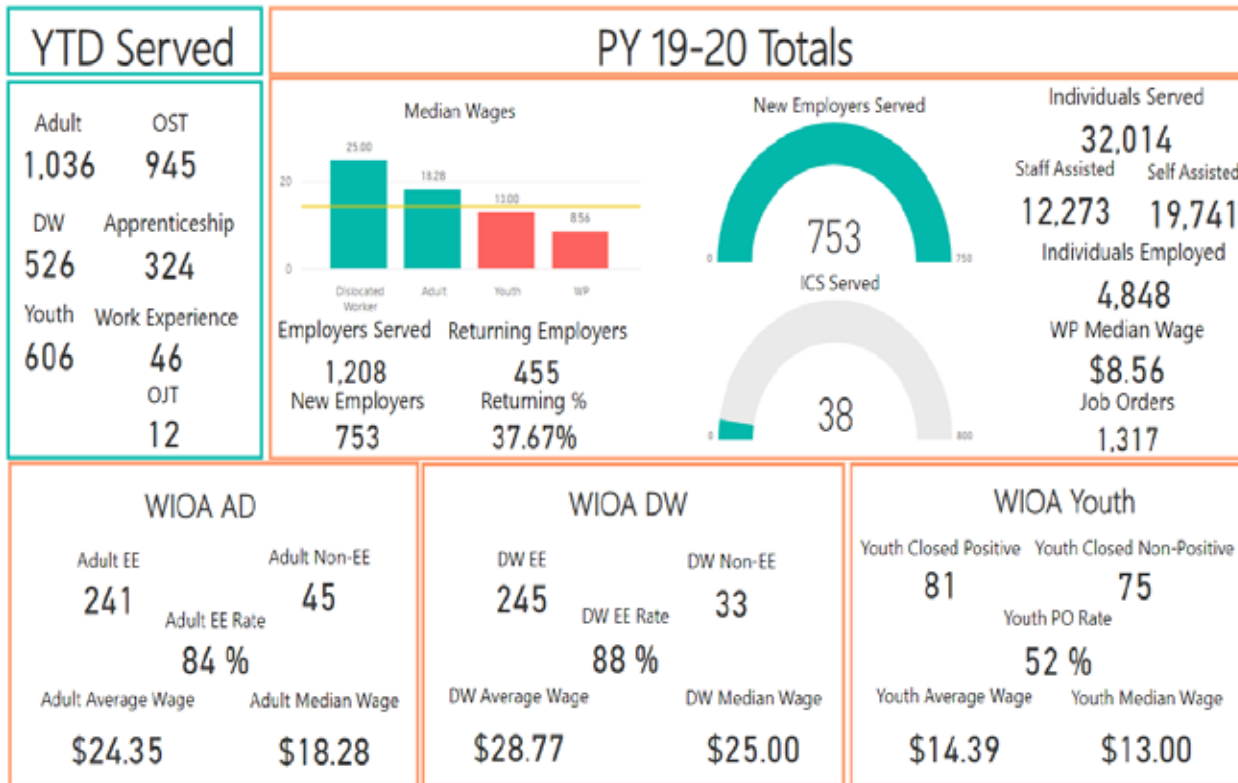 YTD Served
PY 19-20 Totals
Adult OST
1,036 945
DW Apprenticeship
526 324
Youth Work Experience
606 46
OJT
12
Median Wages
25.00
18.28
13.00
8.56
20
0
Dislocated Worker
Adult
Youth
WP
Employers Served Returning Employers
1,208 455
New Employers Returning %
753 37.67%
New Employers Served
753
0 750
ICS Served
38
0 800
Individuals Served
32,014
Staff Assisted Self Assisted
12,273 19,741
Individuals Employed
4,848
WP Median Wage
$8.56
Job Orders
1,317
WIOA AD
Adult EE Adult Non-EE
241 45
Adult EE Rate
84 %
Adult Average Wage Adult Median Wage
$24.35 $18.28
WIOA DW
DW EE DW Non-EE
245 33
DW EE Rate
88 %
DW Average Wage DW Median Wage
$28.77 $25.00
WIOA Youth
Youth Closed Positive Youth Closed Non-Positive
81 75
Youth PO Rate
52 %
Youth Average Wage Youth Median Wage
$14.39 $13.00